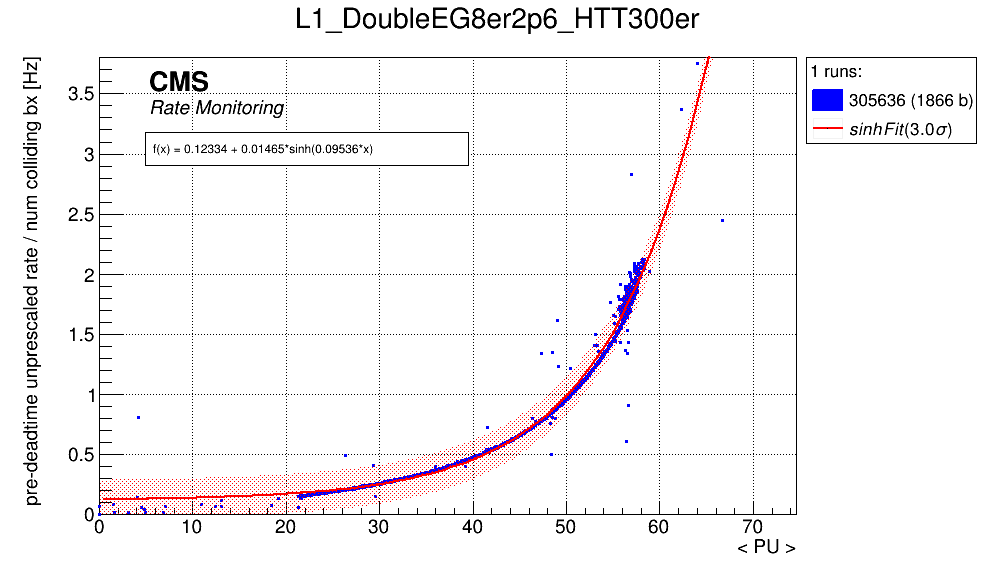 L1_DoubleEG8er2p6_HTT300er
pre-deadtime unprescaled rate / num colliding bx [Hz]
CMS
Rate Monitoring
f(x) = 0.12334 + 0.01465*sinh(0.09536*x)
3.5
3
2.5
2
1.5
1
0.5
0
0 10 20 30 40 50 60 70
< PU >
1 runs:
305636 (1866 b)
sinhFit(3.0σ)